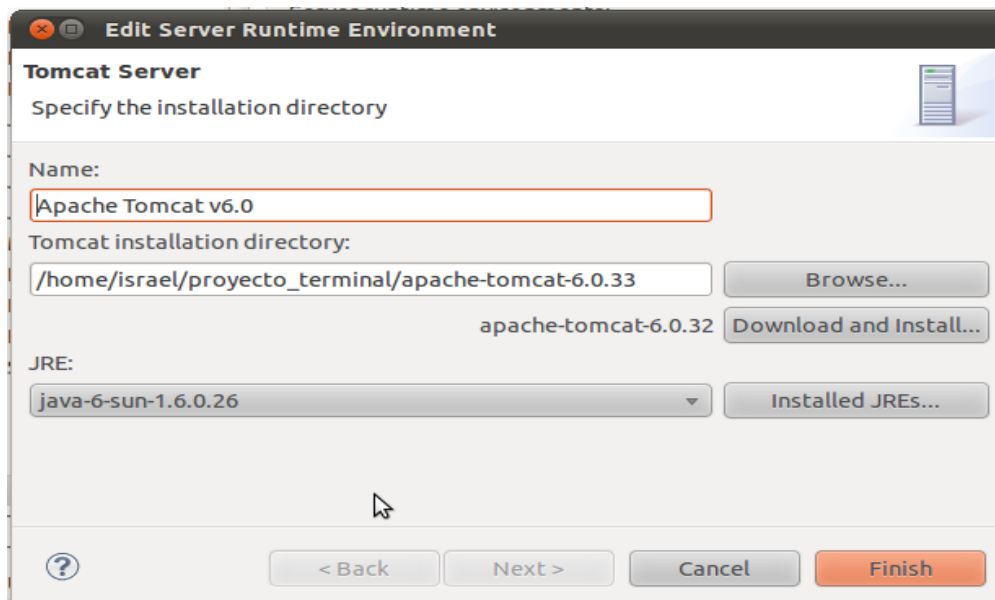 Edit Server Runtime Environment
Tomcat Server
Specify the installation directory
Name:
Apache Tomcat v6.0
Tomcat installation directory:
/home/israel/proyecto_terminal/apache-tomcat-6.0.33
Browse...
apache-tomcat-6.0.32
Download and Install...
JRE:
java-6-sun-1.6.0.26
Installed JREs...
?
< Back
Next >
Cancel
Finish